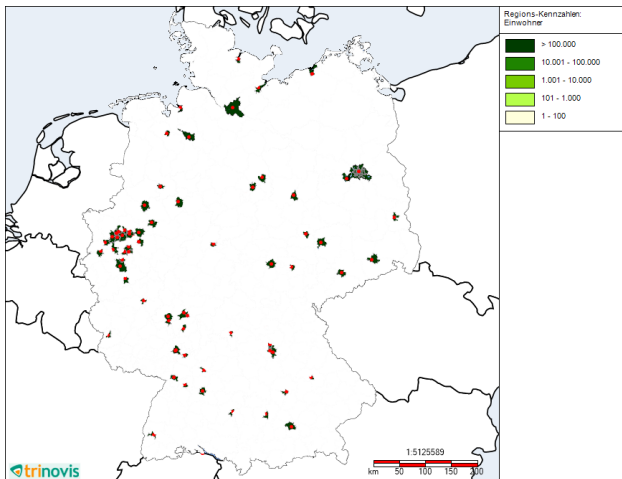 Regions-Kennzahlen:
Einwohner
> 100.000
10.001 - 100.000
1.001 - 10.000
101 - 1.000
1 - 100
1:5125589
km 50 100 150 200
trinovis